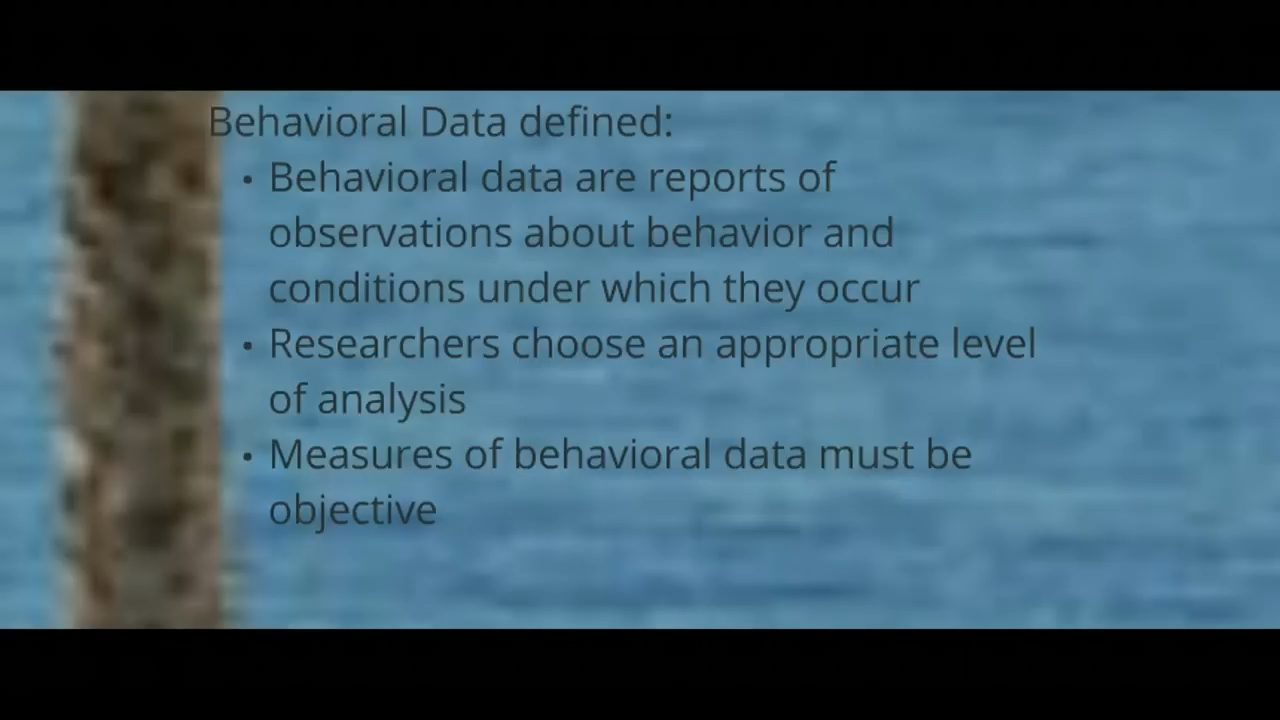 Behavioral Data defined:
• Behavioral data are reports of
observations about behavior and
conditions under which they occur
• Researchers choose an appropriate level
of analysis
• Measures of behavioral data must be
objective